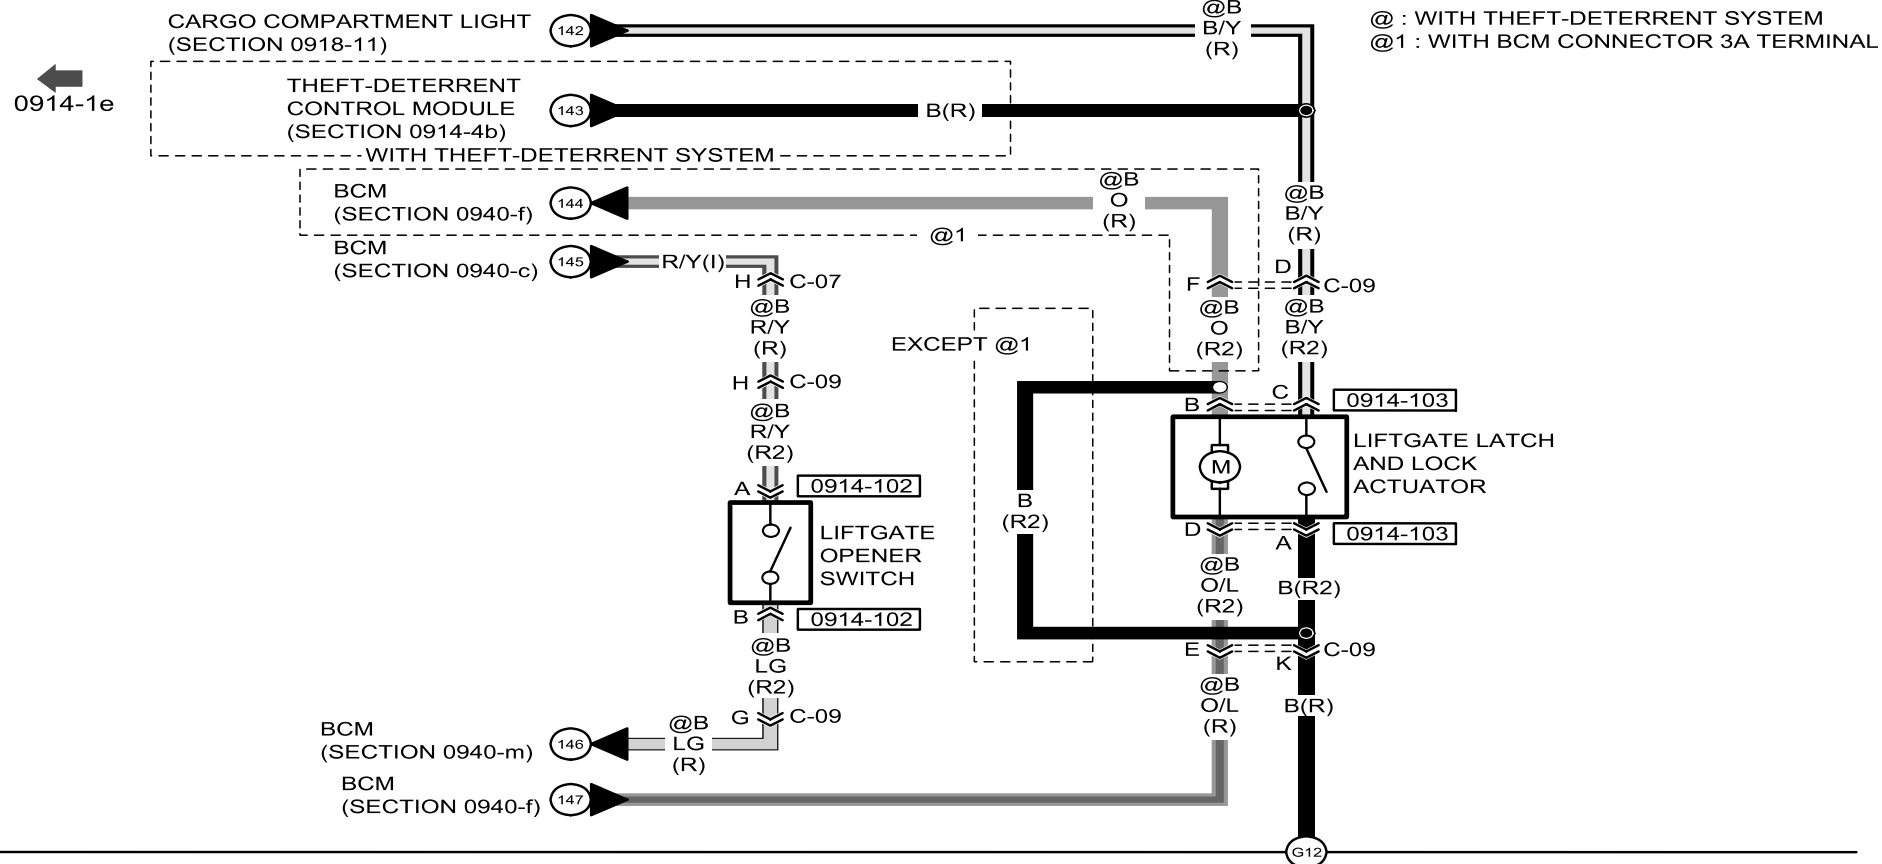 CARGO COMPARTMENT LIGHT
(SECTION 0918-11)
142
@B
B/Y
(R)
@ : WITH THEFT-DETERRENT SYSTEM
@1 : WITH BCM CONNECTOR 3A TERMINAL
0914-1e
THEFT-DETERRENT
CONTROL MODULE
(SECTION 0914-4b)
143
B(R)
WITH THEFT-DETERRENT SYSTEM
BCM
(SECTION 0940-f)
144
@B
O
(R)
@B
B/Y
(R)
@1
BCM
(SECTION 0940-c)
145
R/Y(I)
H
C-07
F
D
C-09
@B
R/Y
(R)
@B
O
(R2)
@B
B/Y
(R2)
EXCEPT @1
H
C-09
B
C
0914-103
@B
R/Y
(R2)
M
LIFTGATE LATCH
AND LOCK
ACTUATOR
A
0914-102
B
(R2)
LIFTGATE
OPENER
SWITCH
D
A
0914-103
@B
O/L
(R2)
B(R2)
B
0914-102
@B
LG
(R2)
E
K
C-09
@B
O/L
(R)
B(R)
G
C-09
BCM
(SECTION 0940-m)
146
@B
LG
(R)
BCM
(SECTION 0940-f)
147
G12